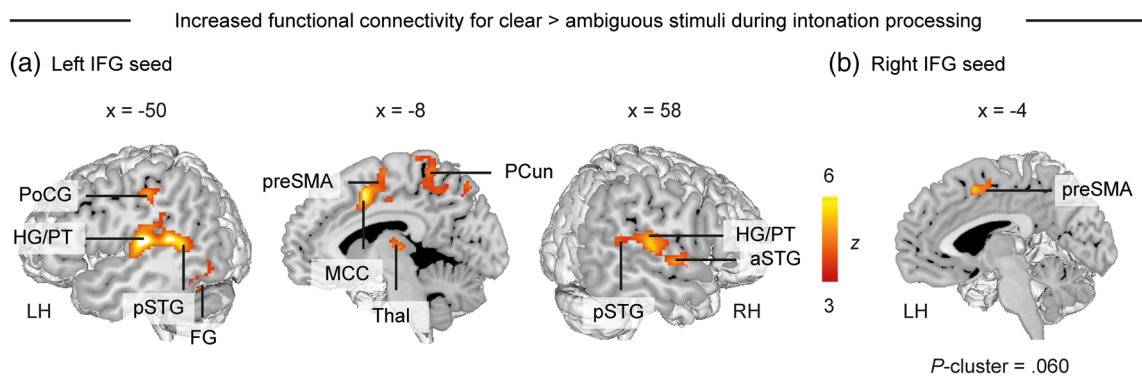 Increased functional connectivity for clear > ambiguous stimuli during intonation processing
(a) Left IFG seed
(b) Right IFG seed
x = -50
x = -8
x = 58
x = -4
PoCG
HG/PT
pSTG
FG
LH
preSMA
PCun
MCC
Thal
HG/PT
aSTG
pSTG
RH
6
z
3
preSMA
LH
P-cluster = .060